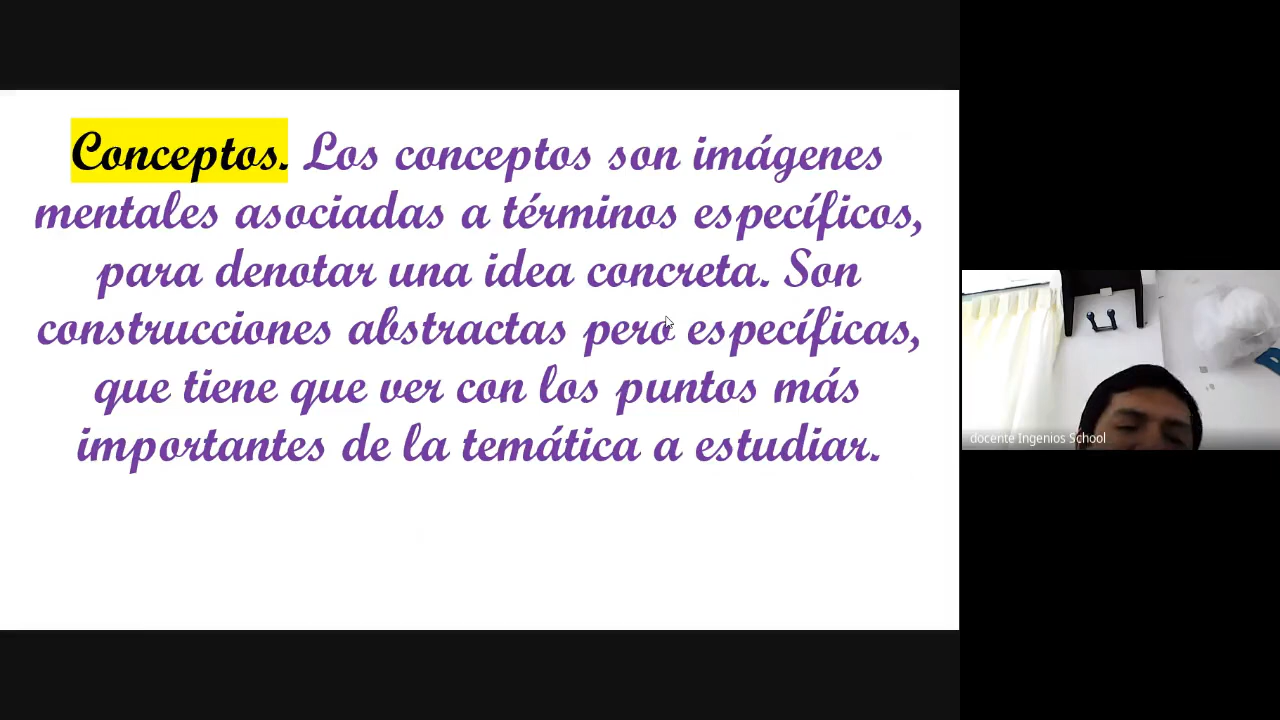 Conceptos. Los conceptos son imágenes
mentales asociadas a términos específicos,
para denotar una idea concreta. Son
construcciones abstractas pero específicas,
que tiene que ver con los puntos más
importantes de la temática a estudiar.
docente Ingenios School